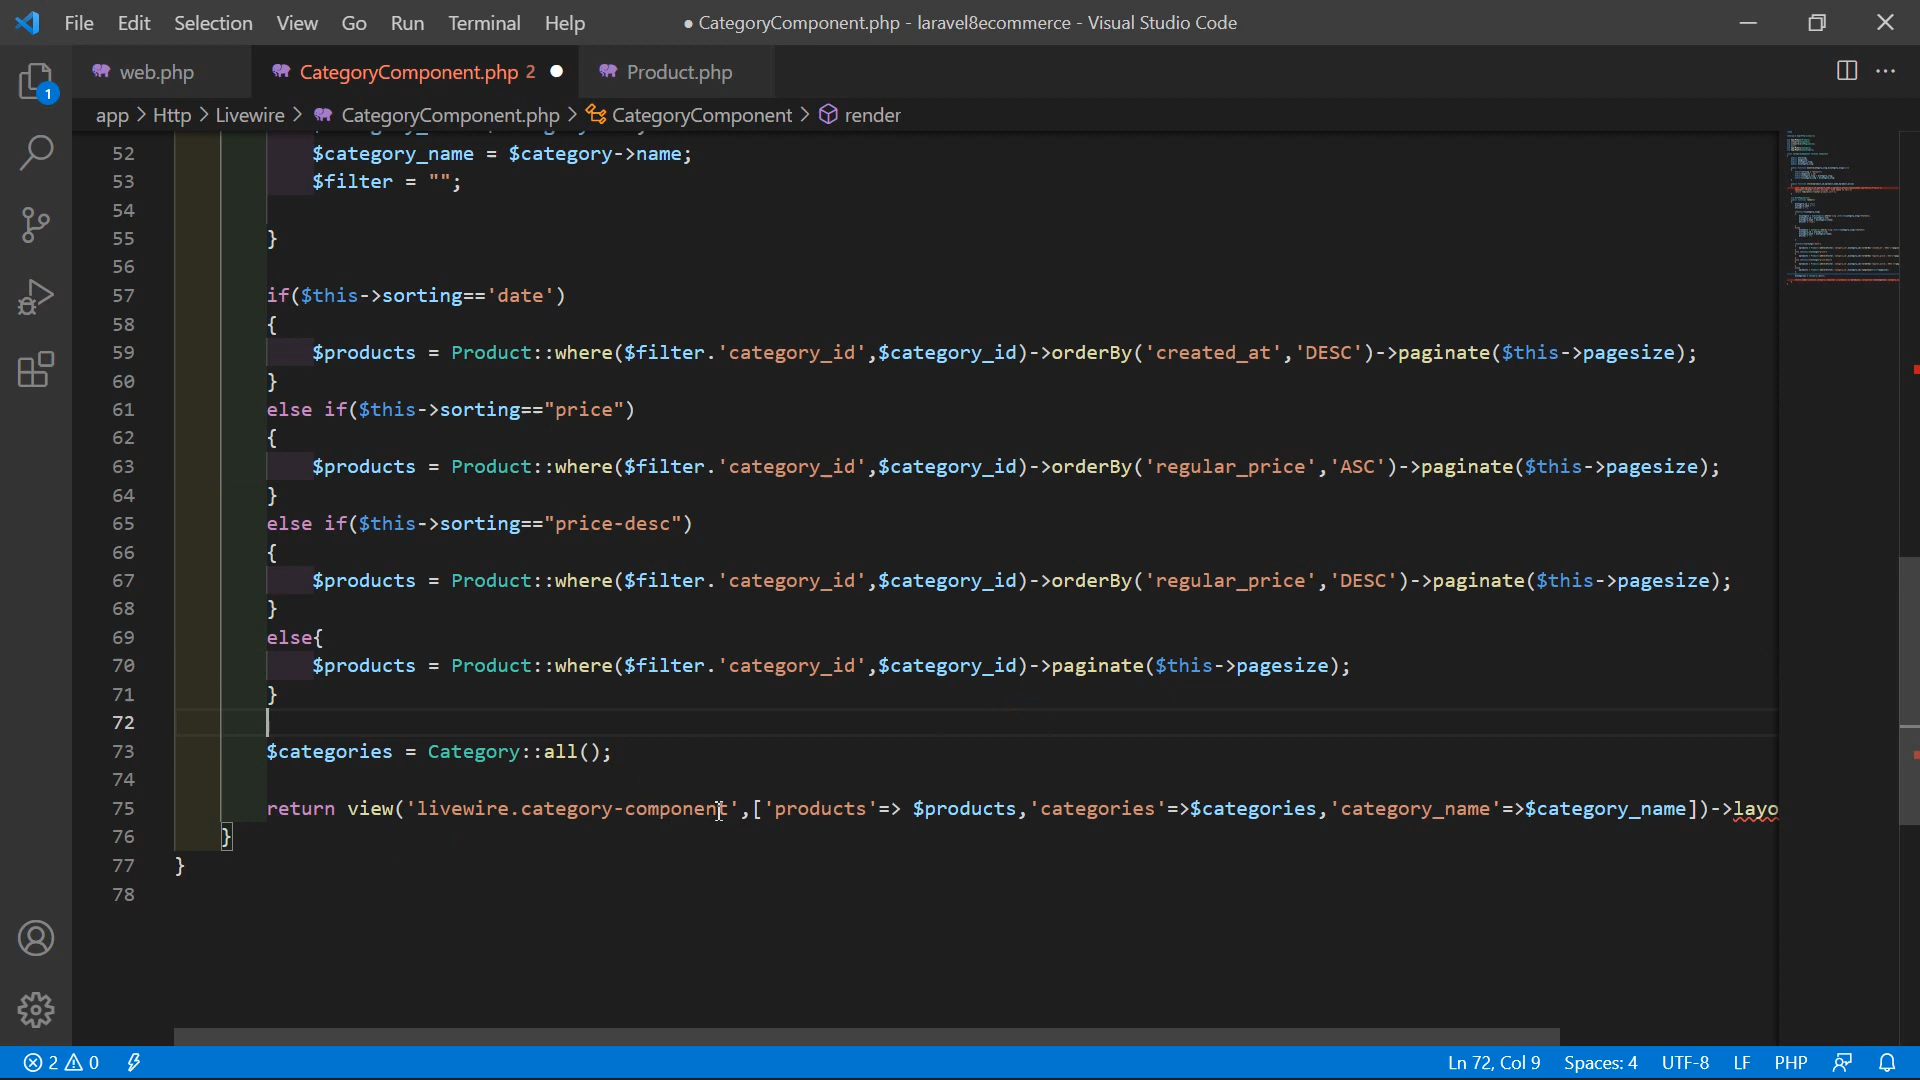 File Edit Selection View Go Run Terminal Help ● CategoryComponent.php - laravel8ecommerce - Visual Studio Code
web.php CategoryComponent.php 2 ● Product.php
app > Http > Livewire > CategoryComponent.php > CategoryComponent > render
1
52 $category_name = $category->name;
53 $filter = "";
54
55 }
56
57 if($this->sorting=='date')
58 {
59 $products = Product::where($filter.'category_id',$category_id)->orderBy('created_at','DESC')->paginate($this->pagesize);
60 }
61 else if($this->sorting=="price")
62 {
63 $products = Product::where($filter.'category_id',$category_id)->orderBy('regular_price','ASC')->paginate($this->pagesize);
64 }
65 else if($this->sorting=="price-desc")
66 {
67 $products = Product::where($filter.'category_id',$category_id)->orderBy('regular_price','DESC')->paginate($this->pagesize);
68 }
69 else{
70 $products = Product::where($filter.'category_id',$category_id)->paginate($this->pagesize);
71 }
72
73 $categories = Category::all();
74
75 return view('livewire.category-component',['products'=> $products,'categories'=>$categories,'category_name'=>$category_name])->layo
76 }
77 }
78
2 0 Ln 72, Col 9 Spaces: 4 UTF-8 LF PHP